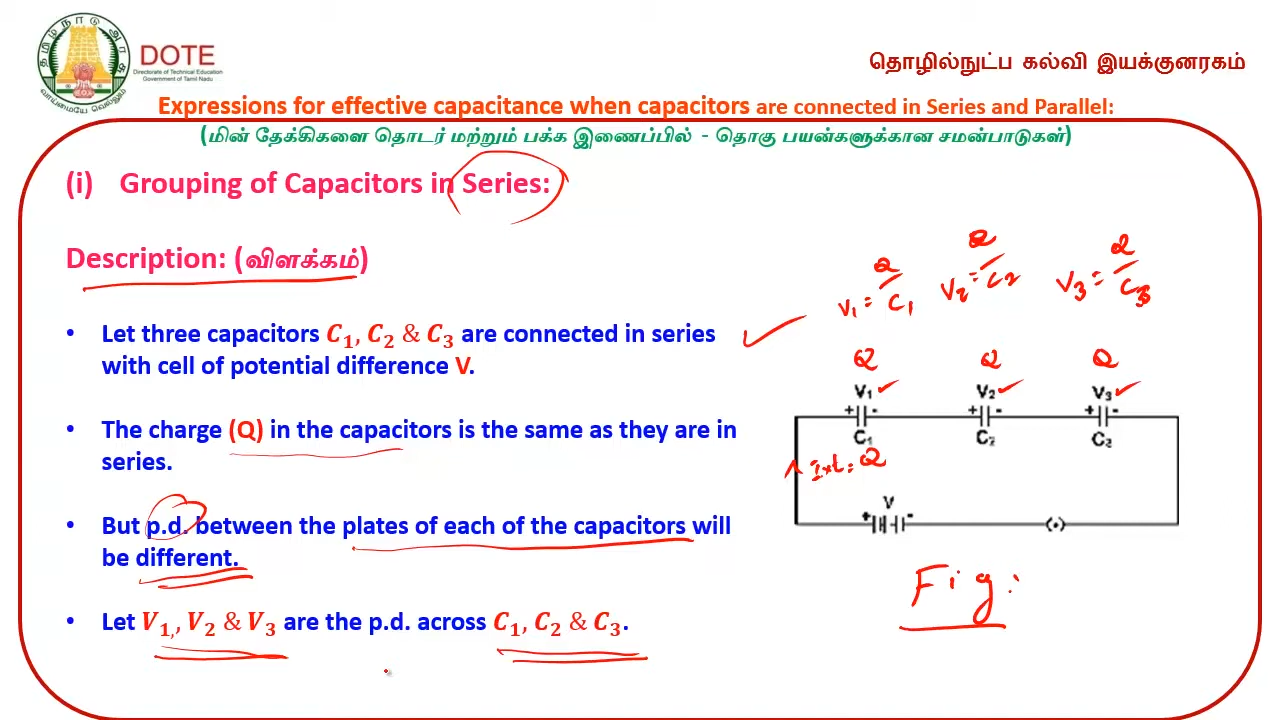 தமிழ்நாடு அரசு
வாய்மையே வெல்லும்
DOTE
Directorate of Technical Education
Government of Tamil Nadu
தொழில்நுட்ப கல்வி இயக்குனரகம்
Expressions for effective capacitance when capacitors are connected in Series and Parallel:
(மின் தேக்கிகளை தொடர் மற்றும் பக்க இணைப்பில் - தொகு பயன்களுக்கான சமன்பாடுகள்)
(i) Grouping of Capacitors in Series:
Description: (விளக்கம்)
• Let three capacitors C₁, C₂ & C₃ are connected in series
with cell of potential difference V.
• The charge (Q) in the capacitors is the same as they are in
series.
• But p.d. between the plates of each of the capacitors will
be different.
• Let V₁,, V₂ & V₃ are the p.d. across C₁, C₂ & C₃.
V₁ = Q/C₁ V₂ = Q/C₂ V₃ = Q/C₃
Q Q Q
V₁ V₂ V₃
+ - + - + -
C₁ C₂ C₂
I×t = Q
V
+ -
(•)
Fig: